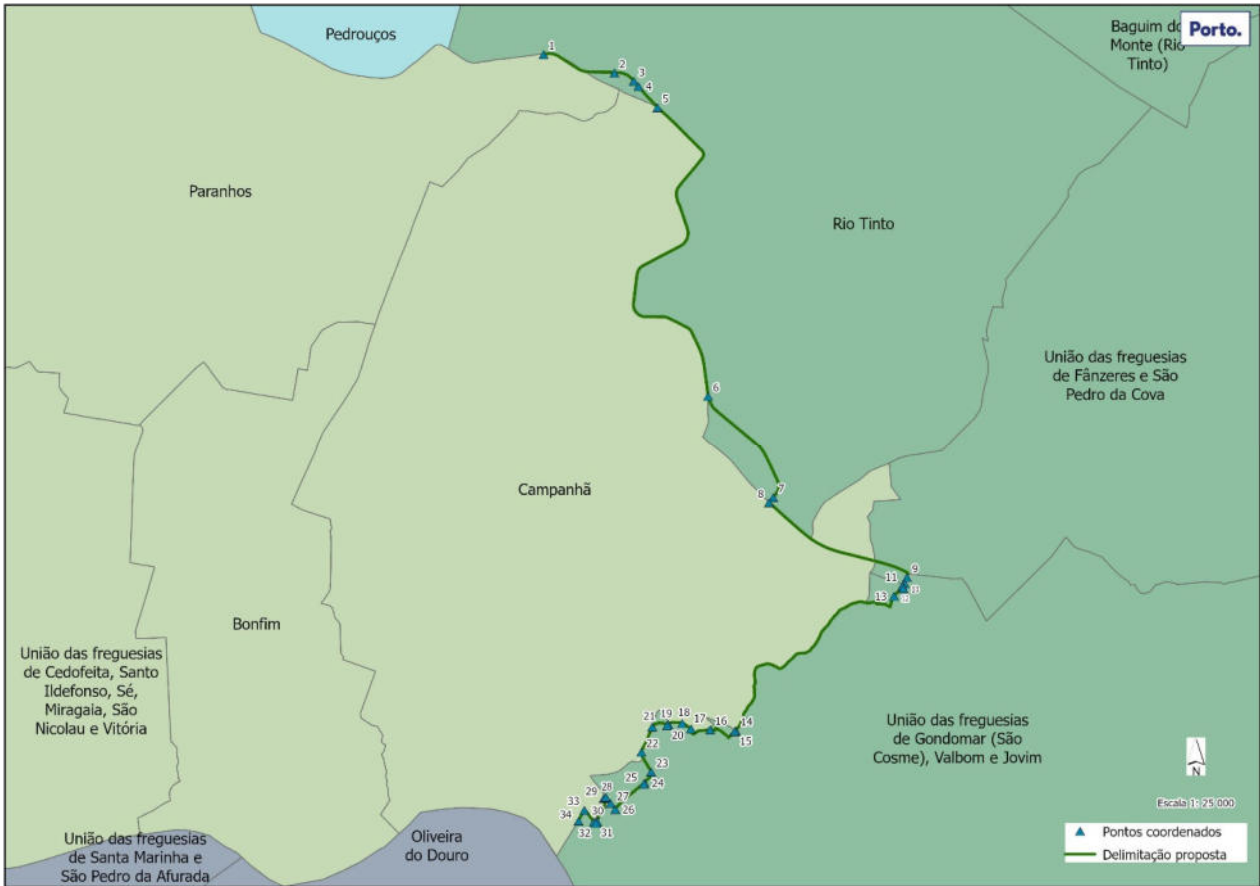 Pedrouços
Baguim do
Monte (Rio
Tinto)
Porto.
1
2
3
4
5
Paranhos
Rio Tinto
União das freguesias
de Fânzeres e São
Pedro da Cova
6
Campanhã
7
8
9
11
13
12
13
Bonfim
União das freguesias
de Cedofeita, Santo
Ildefonso, Sé,
Miragaia, São
Nicolau e Vitória
21
19
18
17
16
14
20
15
União das freguesias
de Gondomar (São
Cosme), Valbom e Jovim
22
23
25
24
29
28
27
26
33
30
34
32
31
N
Escala 1: 25 000
Pontos coordenados
Delimitação proposta
Oliveira
do Douro
União das freguesias
de Santa Marinha e
São Pedro da Afurada